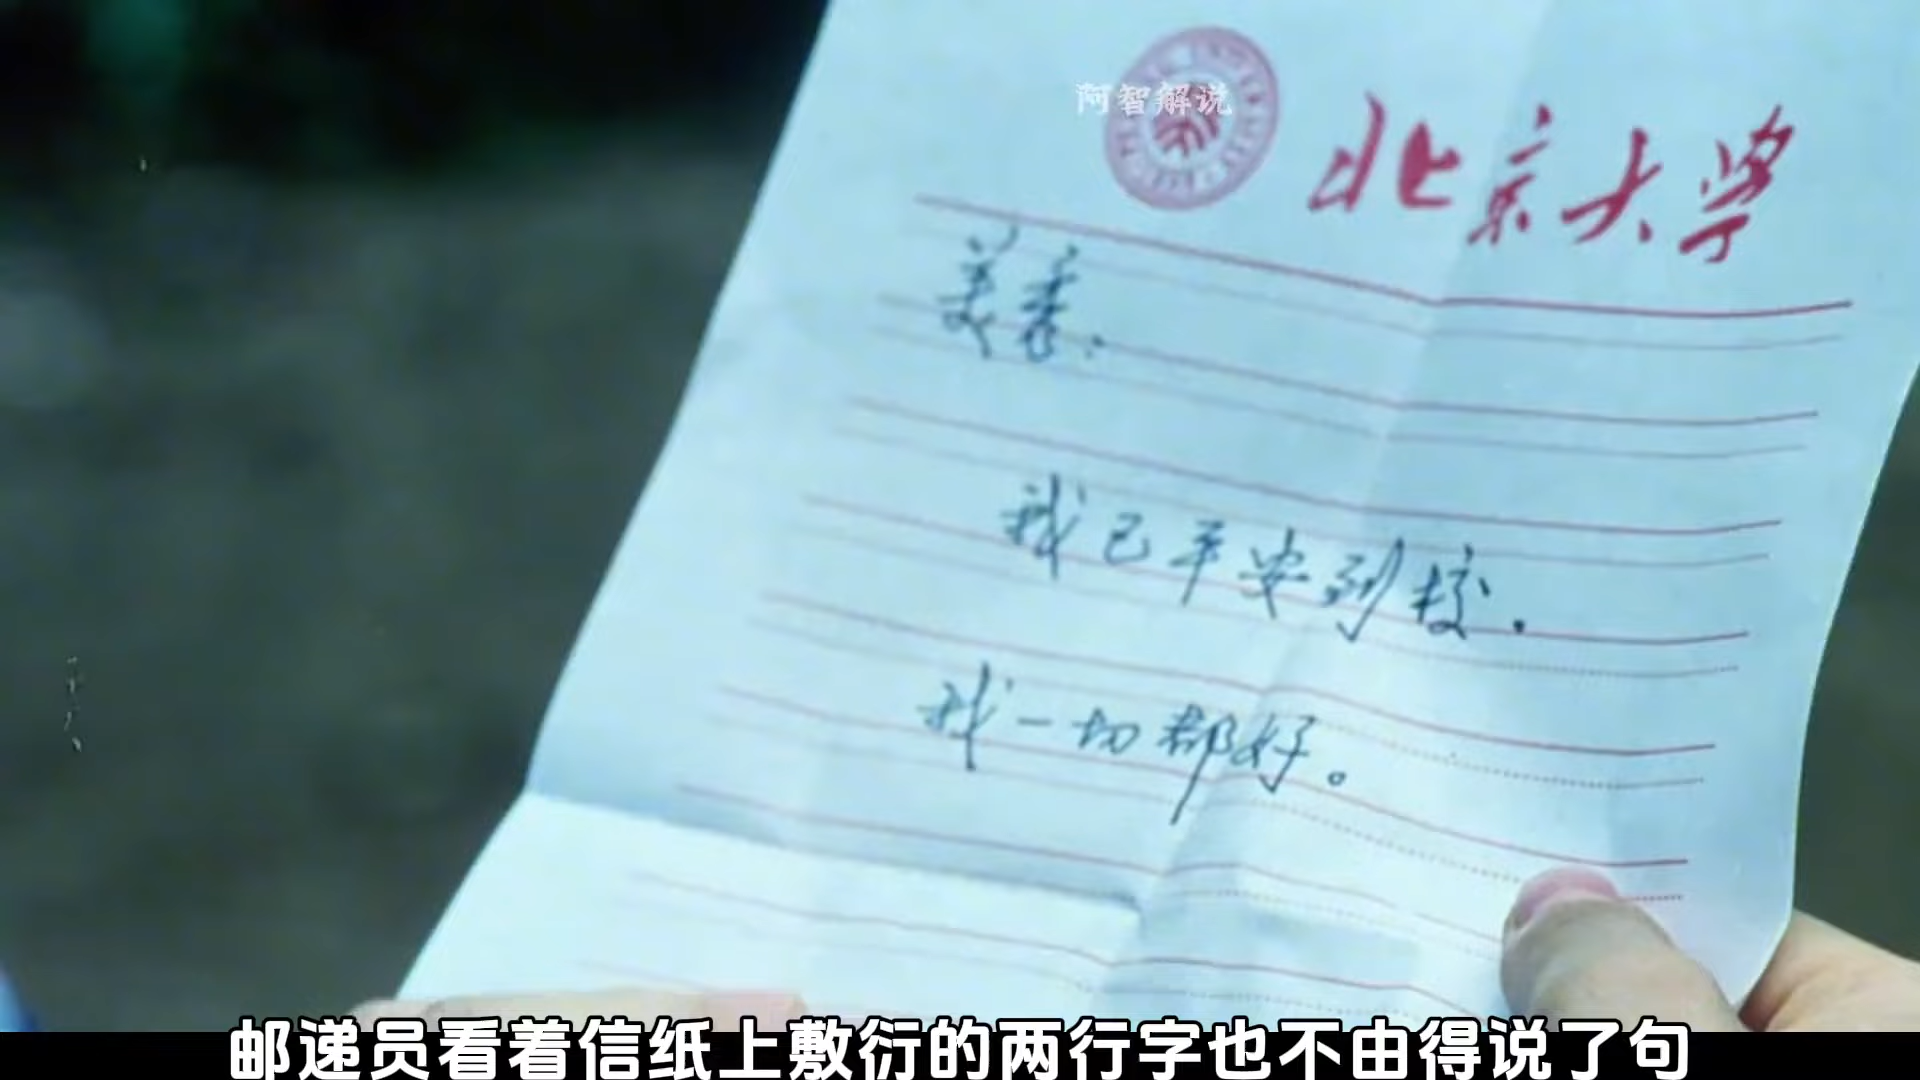 阿智解说
北京大学
美香.
我已平安到校.
我一切都好。
邮递员看着信纸上敷衍的两行字也不由得说了句